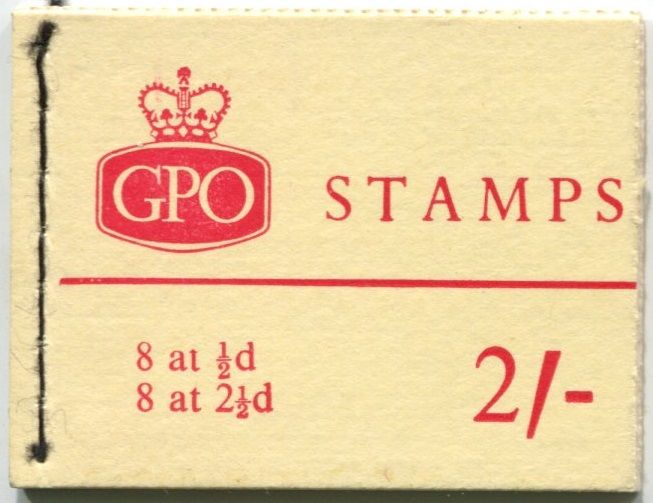 GPO
STAMPS
8 at ½d
8 at 2½d
2/-